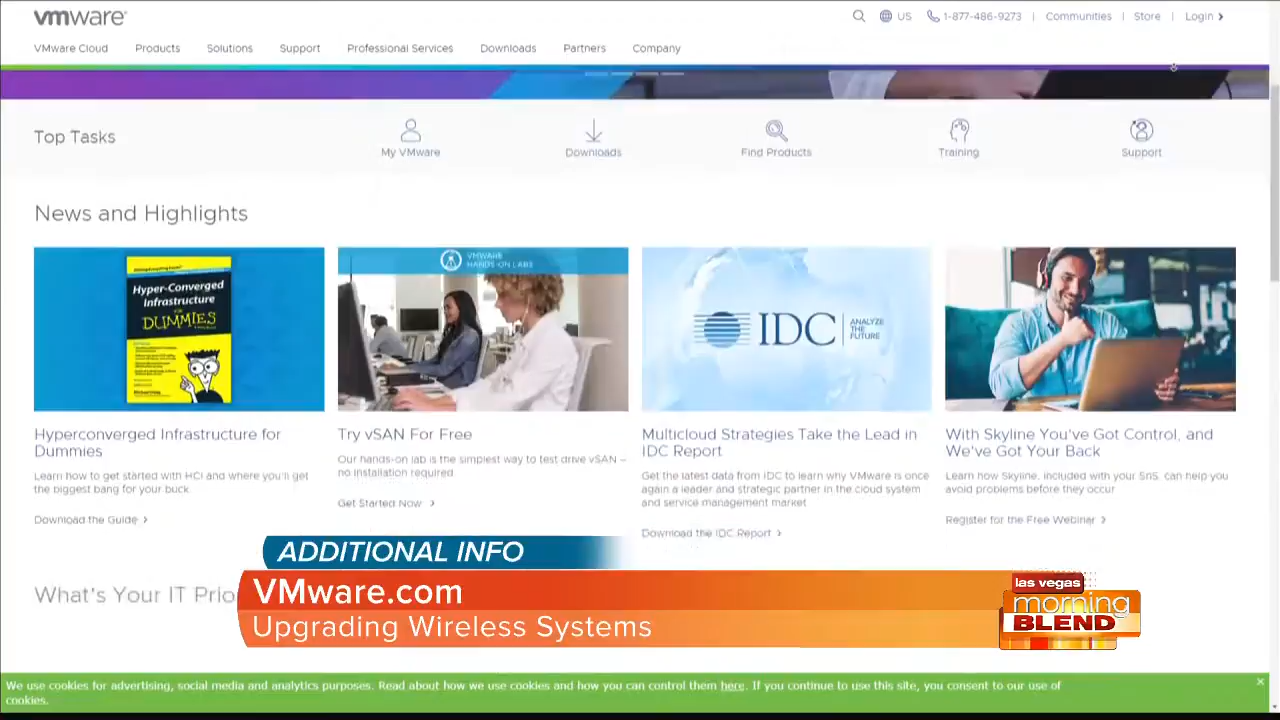 vmware
US
1-877-486-9273
Communities
Store
Login
VMware Cloud
Products
Solutions
Support
Professional Services
Downloads
Partners
Company
Top Tasks
My VMware
Downloads
Find Products
Training
Support
News and Highlights
Hyper-Converged
Infrastructure
FOR
DUMMIES
VMWARE
HANDS-ON LABS
IDC
ANALYZE
THE
FUTURE
Hyperconverged Infrastructure for
Dummies
Learn how to get started with HCI and where you'll get
the biggest bang for your buck
Download the Guide
Try vSAN For Free
Our hands-on lab is the simplest way to test drive vSAN –
no installation required
Get Started Now
Multicloud Strategies Take the Lead in
IDC Report
Get the latest data from IDC to learn why VMware is once
again a leader and strategic partner in the cloud system
and service management market
Download the IDC Report
With Skyline You've Got Control, and
We've Got Your Back
Learn how Skyline, included with your SnS, can help you
avoid problems before they occur
Register for the Free Webinar
What's Your IT Prio
ADDITIONAL INFO
VMware.com
Upgrading Wireless Systems
las vegas
morning
BLEND
We use cookies for advertising, social media and analytics purposes. Read about how we use cookies and how you can control them here. If you continue to use this site, you consent to our use of
cookies.